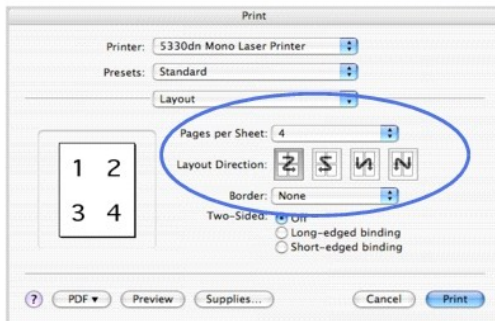 Print
Printer: 5330dn Mono Laser Printer
Presets: Standard
Layout
Pages per Sheet: 4
Layout Direction:
Border: None
Two-Sided: Off
Long-edged binding
Short-edged binding
1 2
3 4
? PDF▼ Preview Supplies... Cancel Print